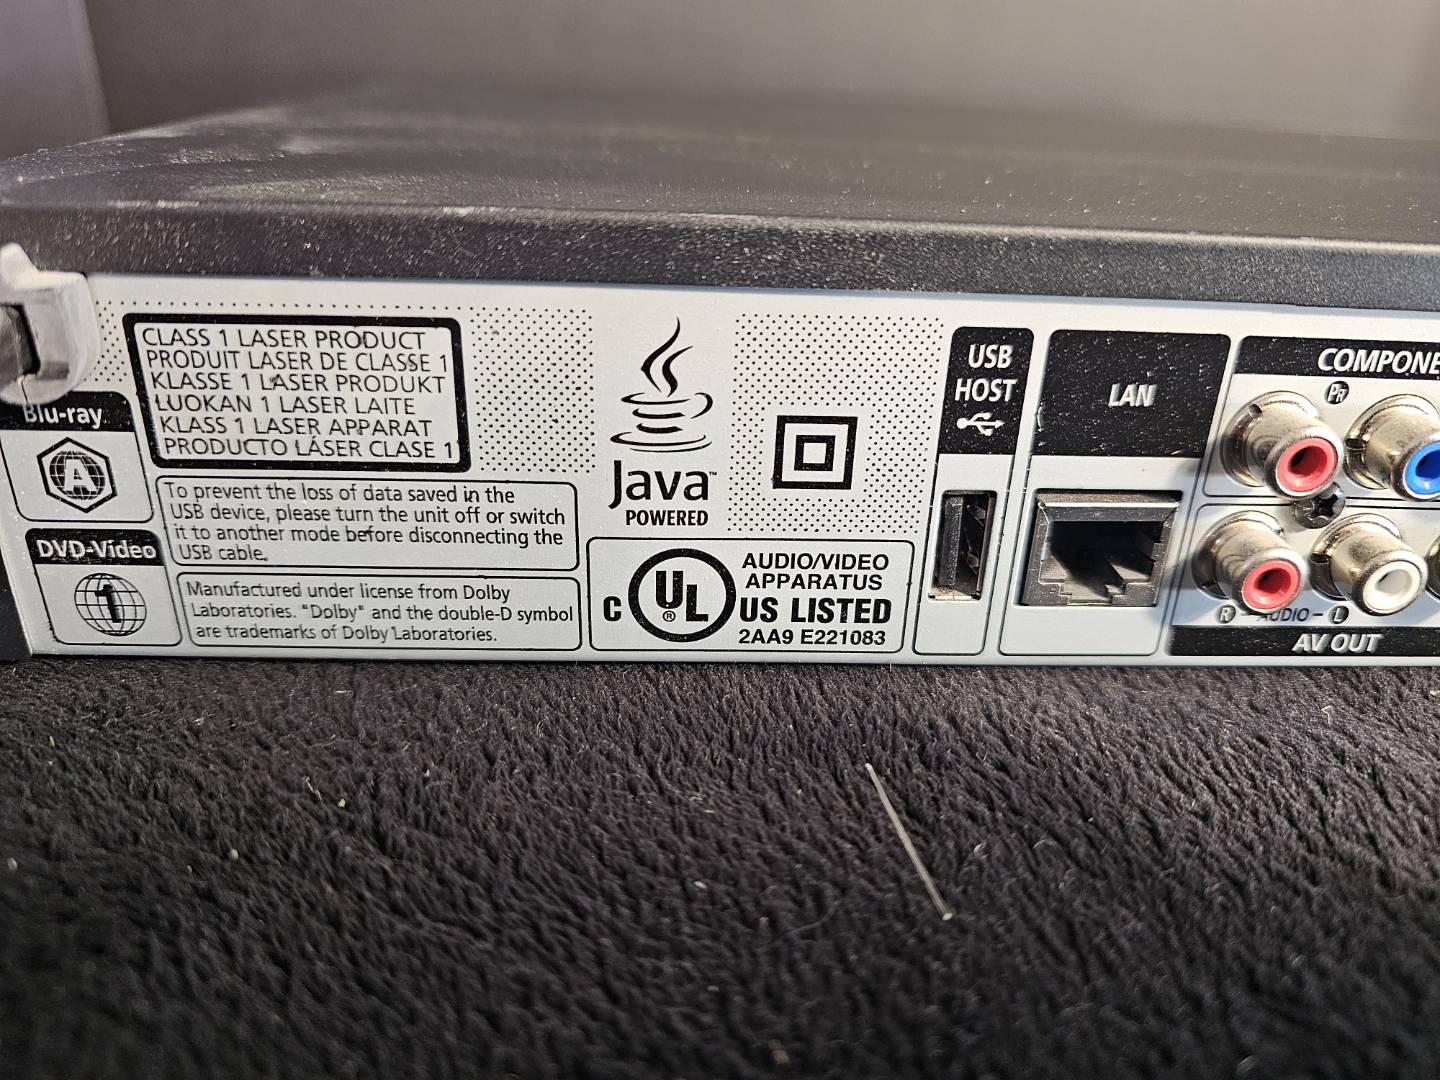 CLASS 1 LASER PRODUCT
PRODUIT LASER DE CLASSE 1
KLASSE 1 LASER PRODUKT
LUOKAN 1 LASER LAITE
KLASS 1 LASER APPARAT
PRODUCTO LÁSER CLASE 1
Blu-ray
A
DVD-Video
1
To prevent the loss of data saved in the
USB device, please turn the unit off or switch
it to another mode before disconnecting the
USB cable.
Manufactured under license from Dolby
Laboratories. "Dolby" and the double-D symbol
are trademarks of Dolby Laboratories.
Java™
POWERED
C UL ® US LISTED
AUDIO/VIDEO
APPARATUS
2AA9 E221083
USB
HOST
LAN
COMPONE
PR
R - AUDIO - L
AV OUT